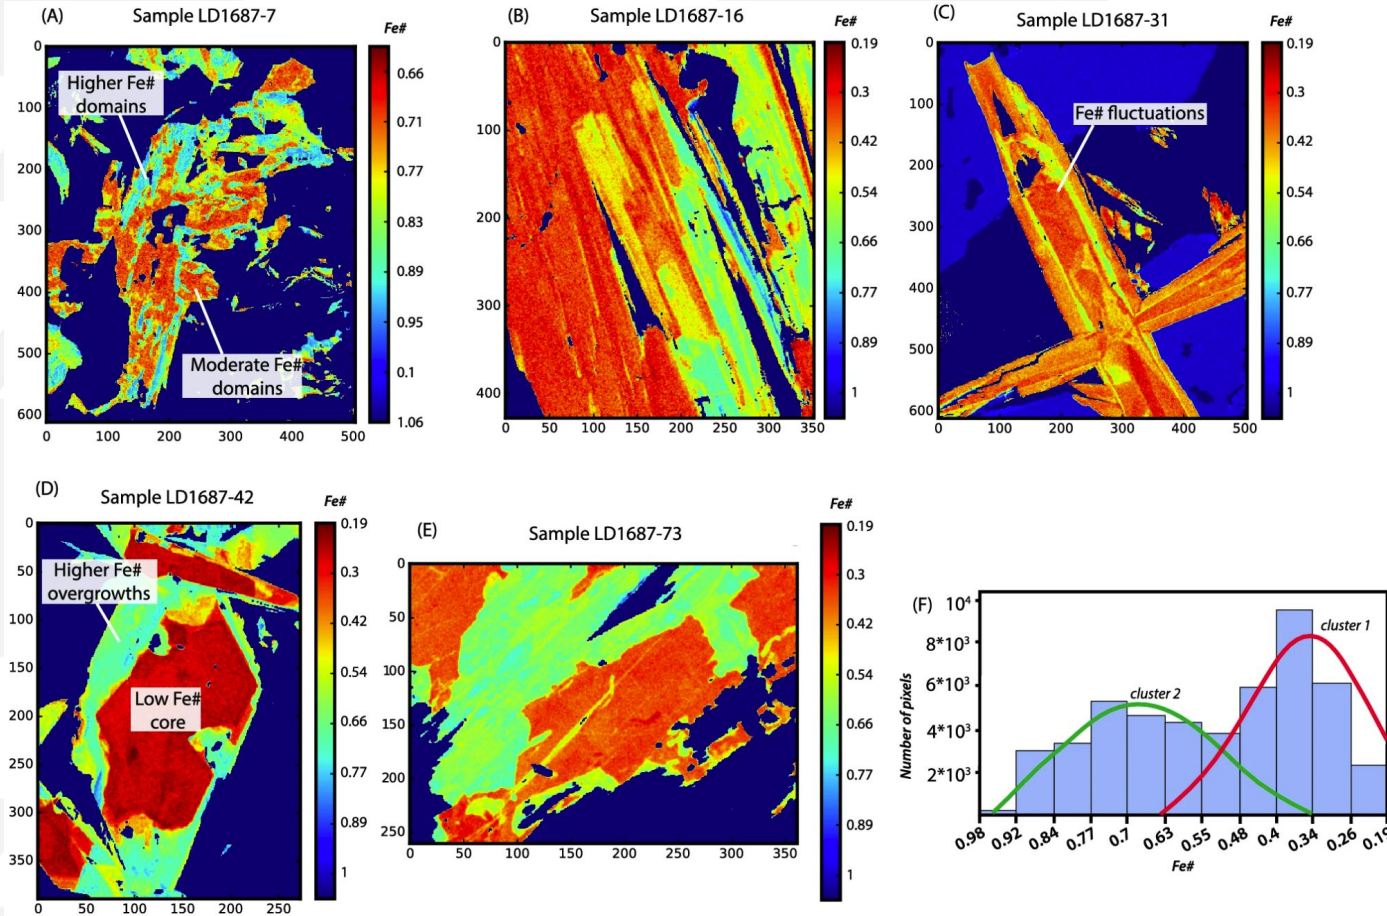 (A)
Sample LD1687-7
Fe#
Higher Fe#
domains
Moderate Fe#
domains
0
100
200
300
400
500
600
0 100 200 300 400 500
0.66
0.71
0.77
0.83
0.89
0.95
0.1
1.06
(B)
Sample LD1687-16
Fe#
0
100
200
300
400
0 50 100 150 200 250 300 350
0.19
0.3
0.42
0.54
0.66
0.77
0.89
1
(C)
Sample LD1687-31
Fe#
Fe# fluctuations
0
100
200
300
400
500
600
0 100 200 300 400 500
0.19
0.3
0.42
0.54
0.66
0.77
0.89
1
(D)
Sample LD1687-42
Fe#
Higher Fe#
overgrowths
Low Fe#
core
0
50
100
150
200
250
300
350
0 50 100 150 200 250
0.19
0.3
0.42
0.54
0.66
0.77
0.89
1
(E)
Sample LD1687-73
Fe#
0
50
100
150
200
250
0 50 100 150 200 250 300 350
0.19
0.3
0.42
0.54
0.66
0.77
0.89
1
(F)
Number of pixels
10⁴
8*10³
6*10³
4*10³
2*10³
cluster 1
cluster 2
0.98 0.92 0.84 0.77 0.7 0.63 0.55 0.48 0.4 0.34 0.26 0.19
Fe#